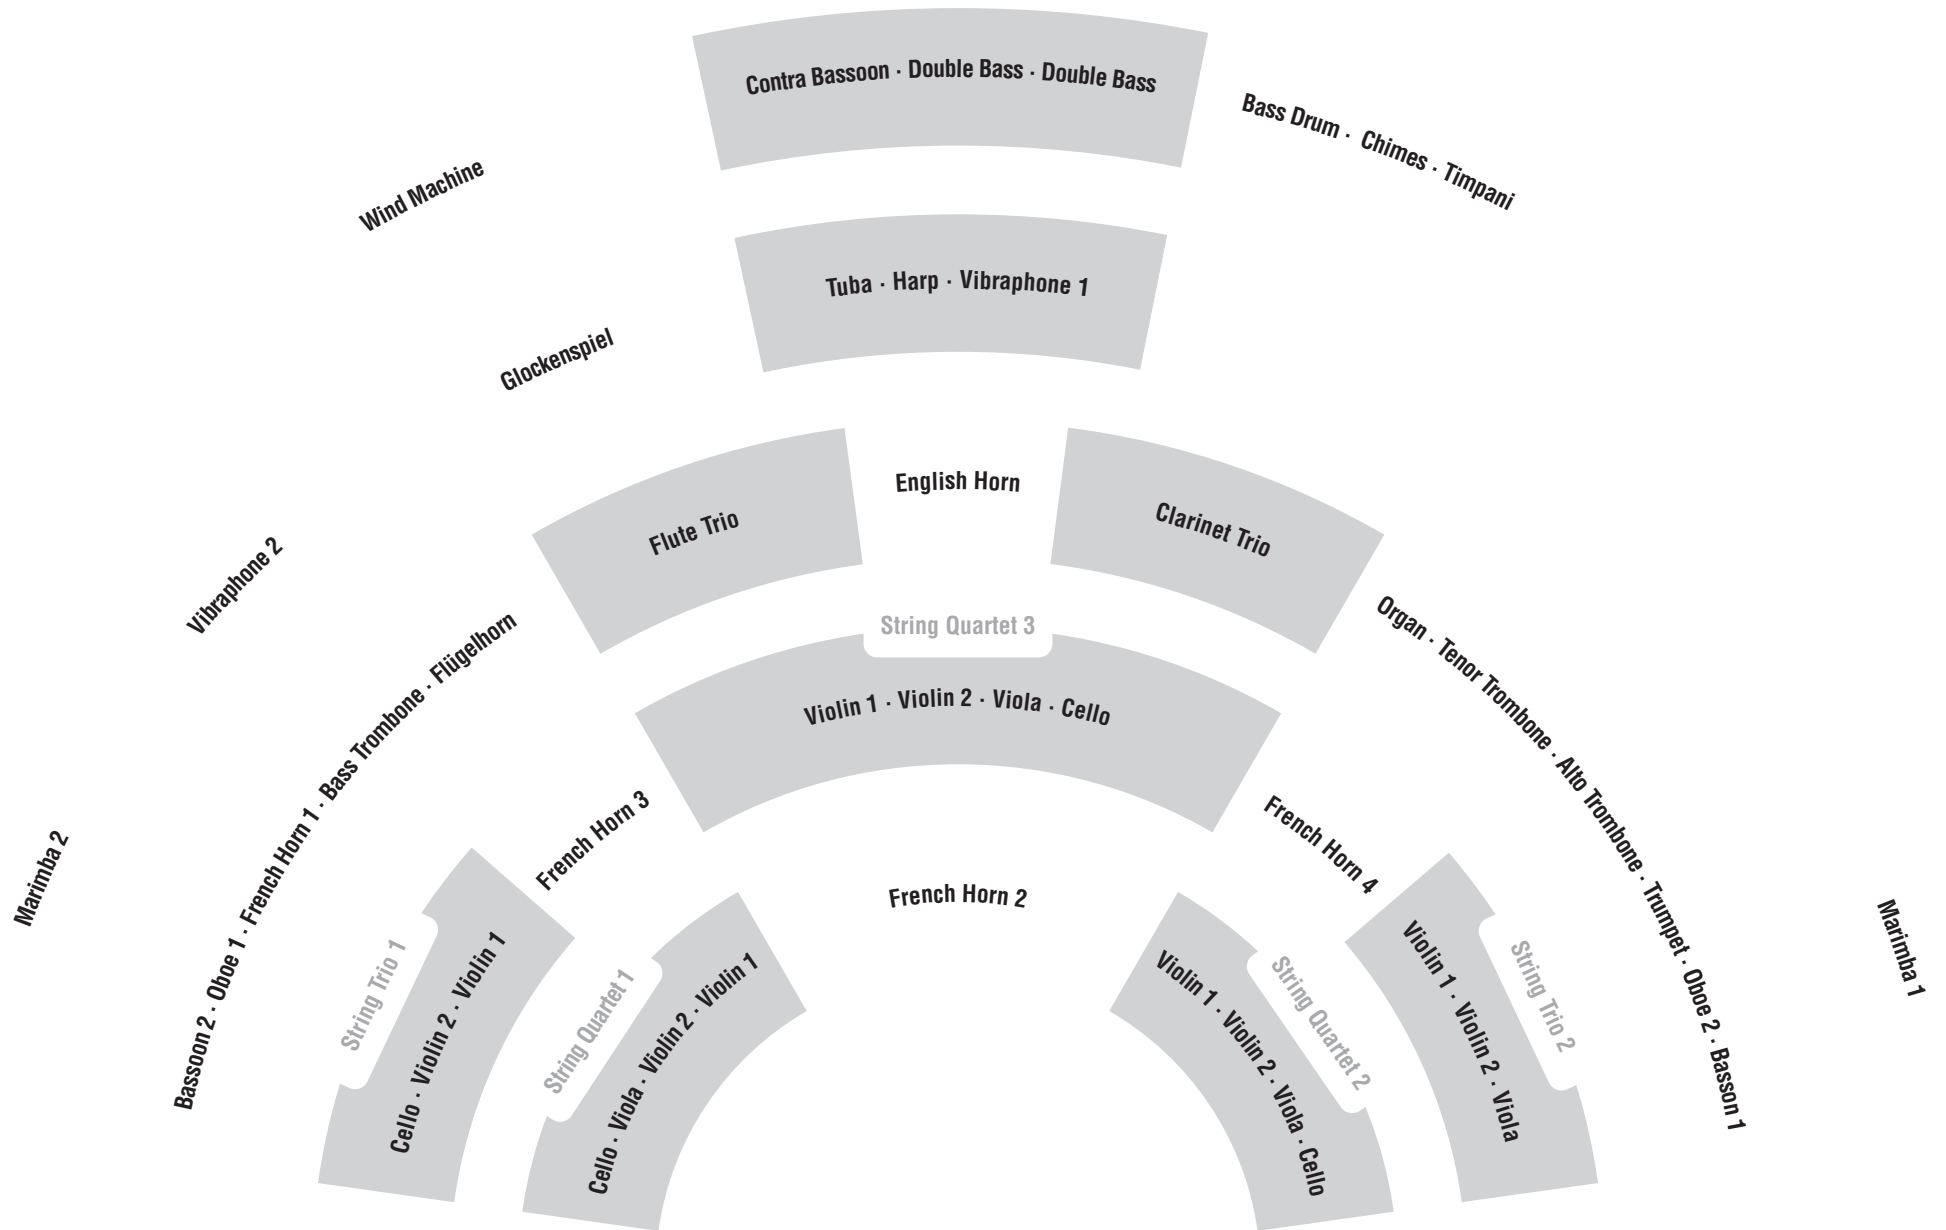 Contra Bassoon · Double Bass · Double Bass
Bass Drum · Chimes · Timpani
Wind Machine
Tuba · Harp · Vibraphone 1
Glockenspiel
English Horn
Flute Trio
Clarinet Trio
Vibraphone 2
String Quartet 3
Violin 1 · Violin 2 · Viola · Cello
Bassoon 2 · Oboe 1 · French Horn 1 · Bass Trombone · Flügelhorn
Organ · Tenor Trombone · Alto Trombone · Trumpet · Oboe 2 · Basson 1
French Horn 3
French Horn 4
Marimba 2
French Horn 2
Marimba 1
String Trio 1
Cello · Violin 2 · Violin 1
String Quartet 1
Cello · Viola · Violin 2 · Violin 1
String Quartet 2
Violin 1 · Violin 2 · Viola · Cello
String Trio 2
Violin 1 · Violin 2 · Viola